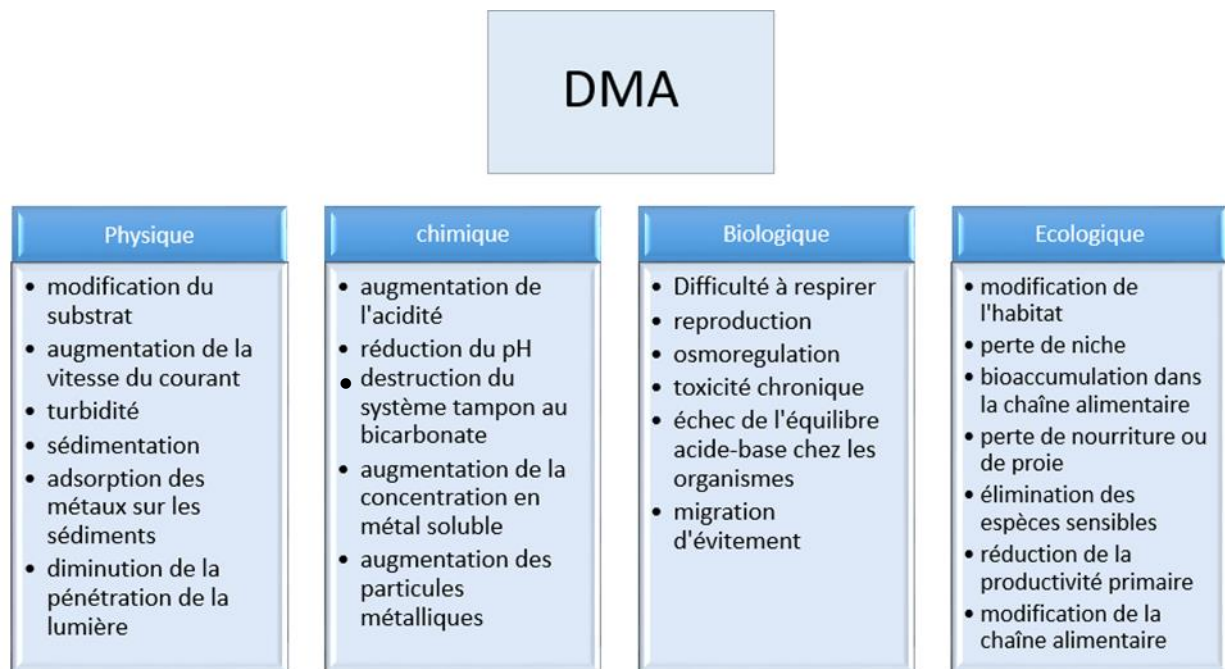 DMA
Physique
• modification du
substrat
• augmentation de la
vitesse du courant
• turbidité
• sédimentation
• adsorption des
métaux sur les
sédiments
• diminution de la
pénétration de la
lumière
chimique
• augmentation de
l'acidité
• réduction du pH
• destruction du
système tampon au
bicarbonate
• augmentation de la
concentration en
métal soluble
• augmentation des
particules
métalliques
Biologique
• Difficulté à respirer
• reproduction
• osmoregulation
• toxicité chronique
• échec de l'équilibre
acide-base chez les
organismes
• migration
d'évitement
Ecologique
• modification de
l'habitat
• perte de niche
• bioaccumulation dans
la chaîne alimentaire
• perte de nourriture ou
de proie
• élimination des
espèces sensibles
• réduction de la
productivité primaire
• modification de la
chaîne alimentaire